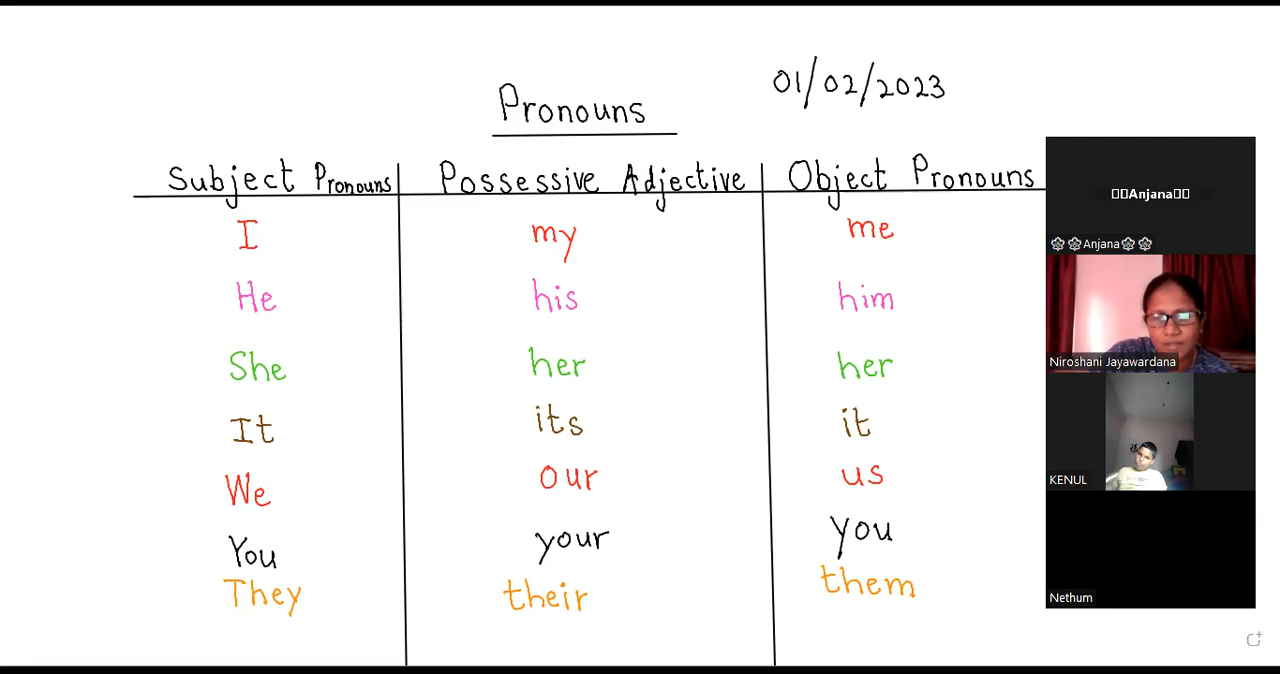 Pronouns 01/02/2023
Subject Pronouns Possessive Adjective Object Pronouns
I my me
He his him
She her her
It its it
We our us
You your you
They their them
Anjana
Anjana
Niroshani Jayawardana
KENUL
Nethum